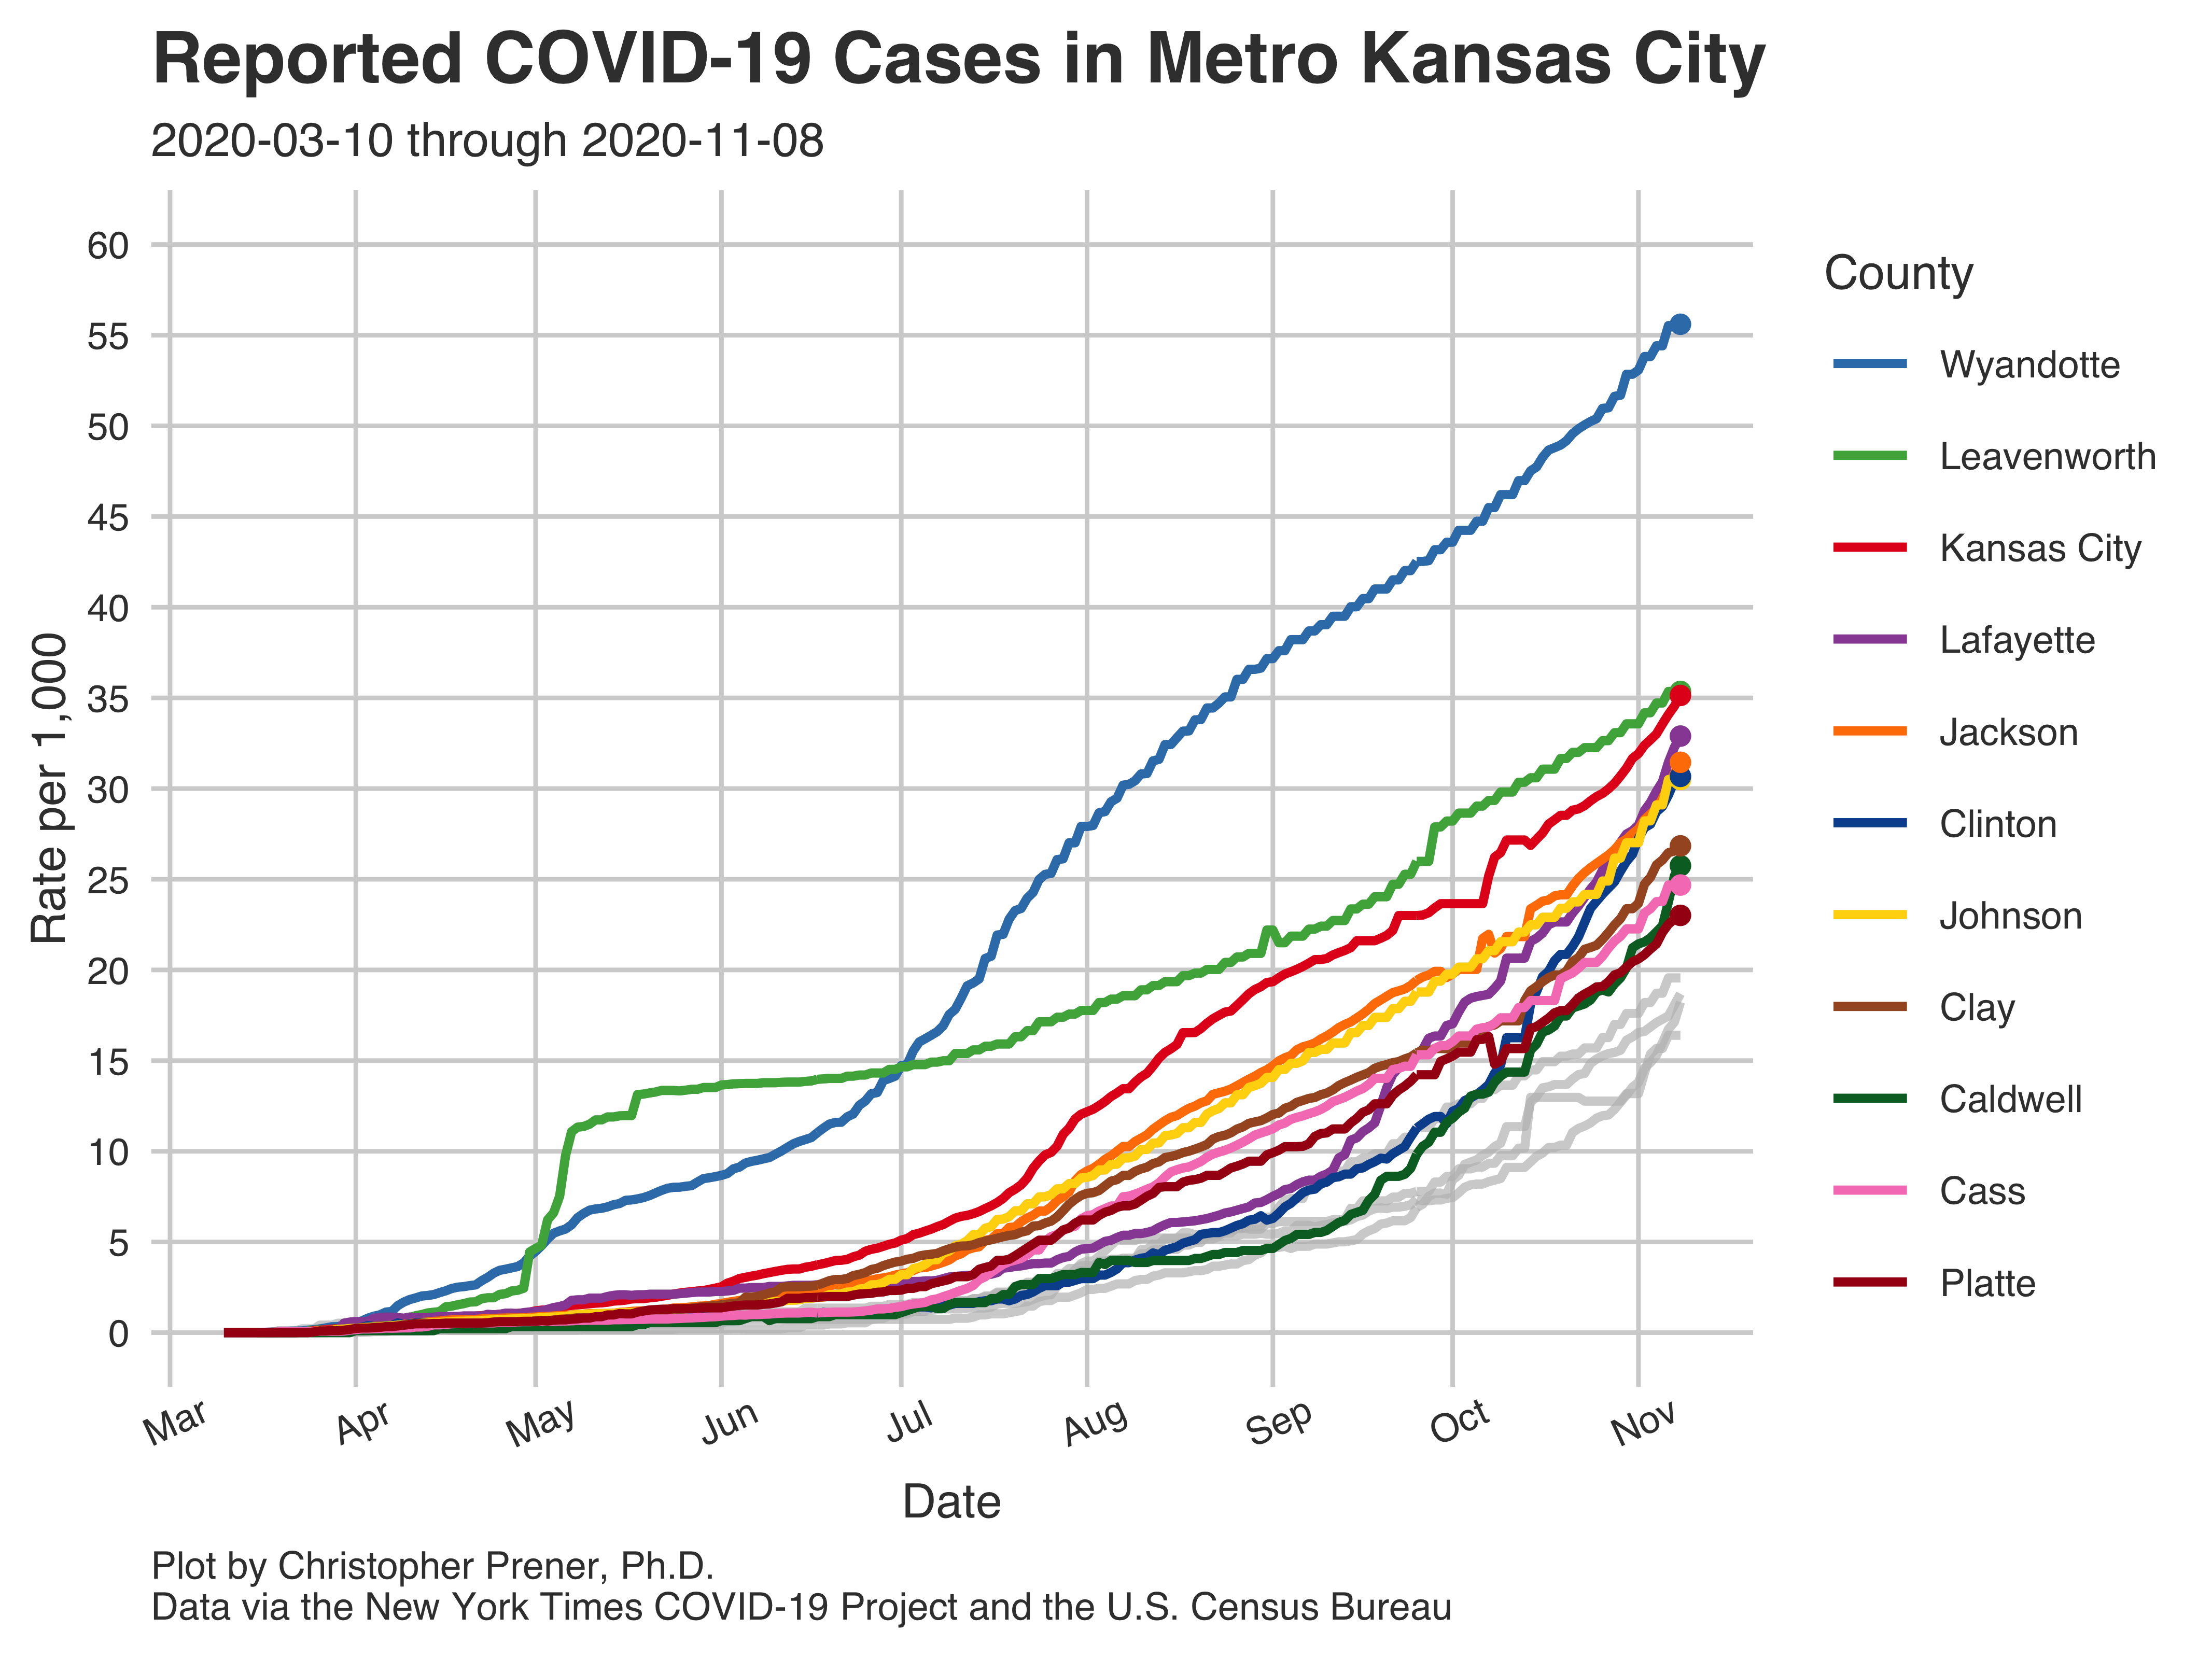 Reported COVID-19 Cases in Metro Kansas City
2020-03-10 through 2020-11-08
60
55
50
45
40
35
30
25
20
15
10
5
0
Rate per 1,000
Mar
Apr
May
Jun
Jul
Aug
Sep
Oct
Nov
Date
County
Wyandotte
Leavenworth
Kansas City
Lafayette
Jackson
Clinton
Johnson
Clay
Caldwell
Cass
Platte
Plot by Christopher Prener, Ph.D.
Data via the New York Times COVID-19 Project and the U.S. Census Bureau